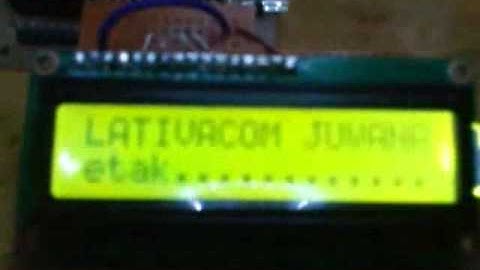 LATIVACOM JUWANA
etak............